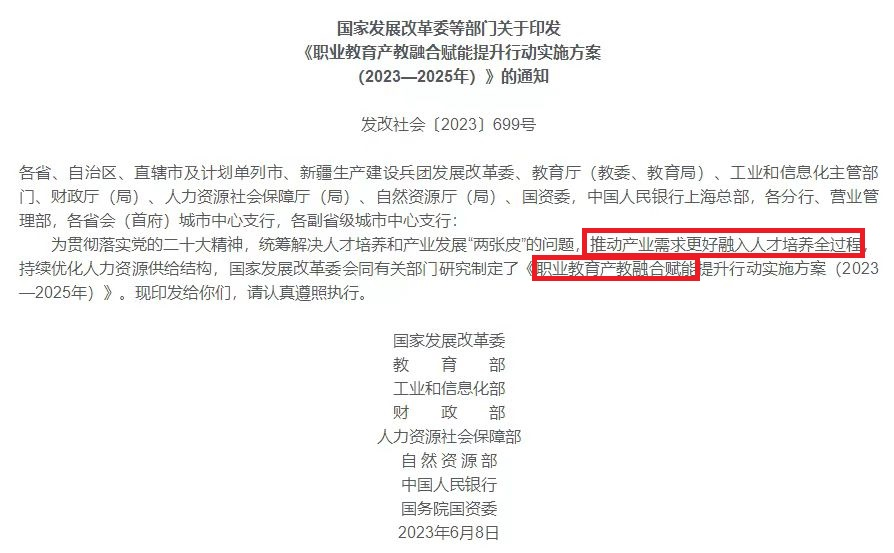 国家发展改革委等部门关于印发
《职业教育产教融合赋能提升行动实施方案
（2023—2025年）》的通知
发改社会〔2023〕699号
各省、自治区、直辖市及计划单列市、新疆生产建设兵团发展改革委、教育厅（教委、教育局）、工业和信息化主管部
门、财政厅（局）、人力资源社会保障厅（局）、自然资源厅（局）、国资委，中国人民银行上海总部，各分行、营业管
理部，各省会（首府）城市中心支行，各副省级城市中心支行：
为贯彻落实党的二十大精神，统筹解决人才培养和产业发展“两张皮”的问题，推动产业需求更好融入人才培养全过程，
持续优化人力资源供给结构，国家发展改革委会同有关部门研究制定了《职业教育产教融合赋能提升行动实施方案（2023
—2025年）》。现印发给你们，请认真遵照执行。
国家发展改革委
教育部
工业和信息化部
财政部
人力资源社会保障部
自然资源部
中国人民银行
国务院国资委
2023年6月8日